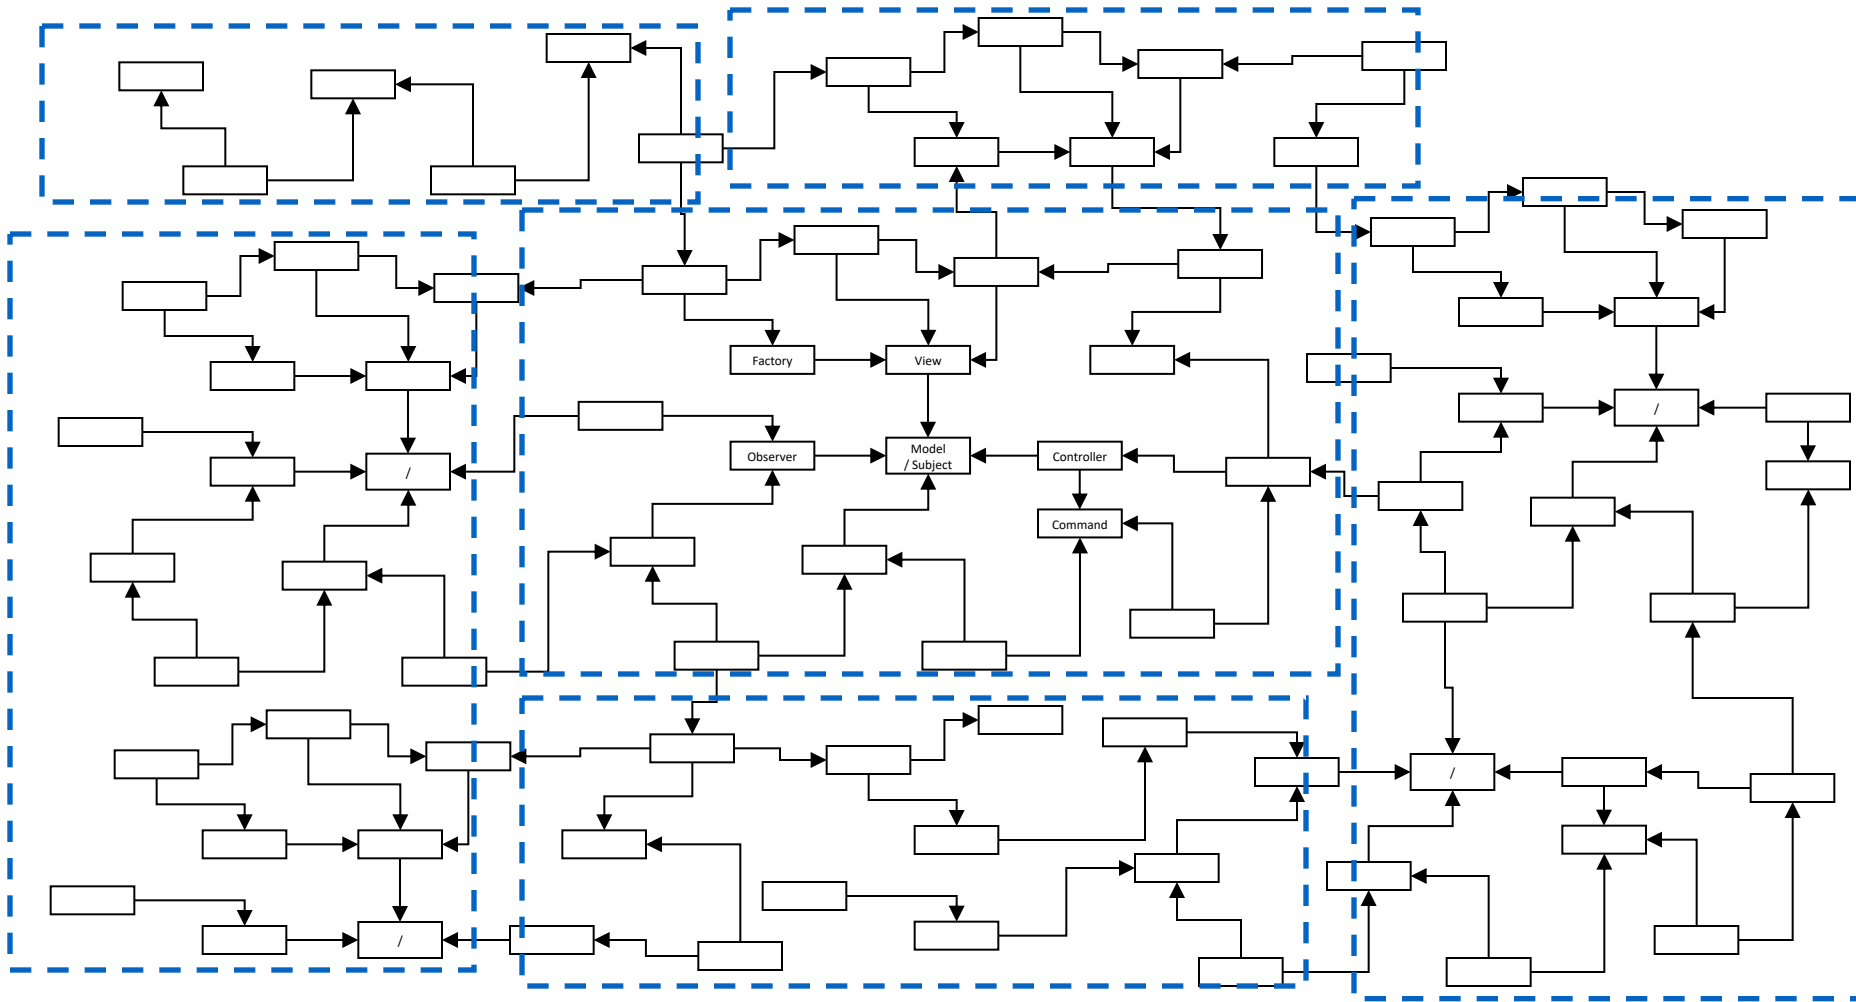 Factory
View
/
Observer
Model
/ Subject
Controller
/
Command
/
/